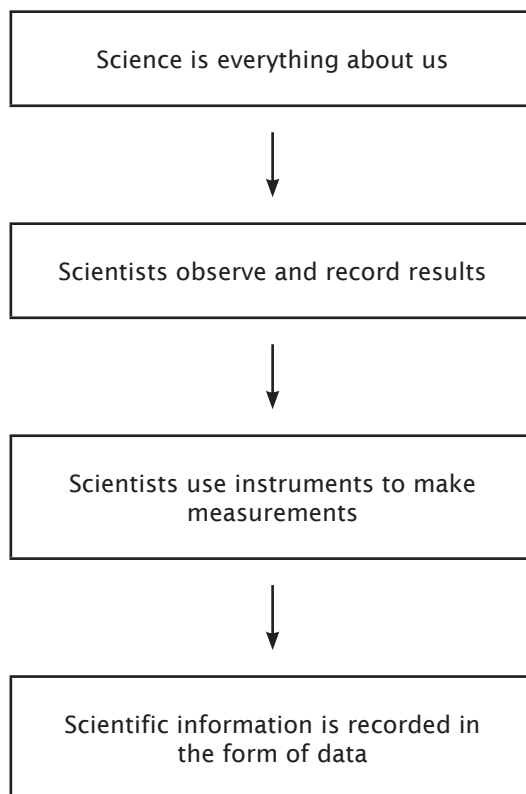 Science is everything about us
Scientists observe and record results
Scientists use instruments to make
measurements
Scientific information is recorded in
the form of data